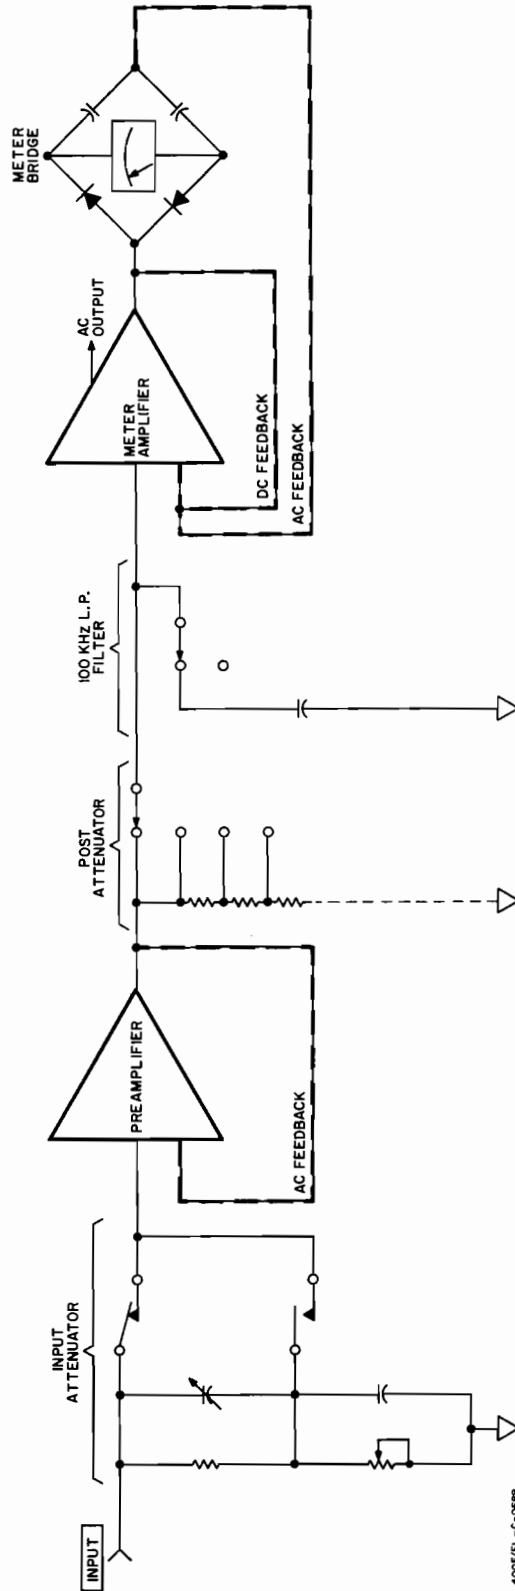 INPUT
INPUT
ATTENUATOR
PREAMPLIFIER
AC FEEDBACK
POST
ATTENUATOR
100 KHz L.P.
FILTER
METER
AMPLIFIER
AC
OUTPUT
DC FEEDBACK
AC FEEDBACK
METER
BRIDGE